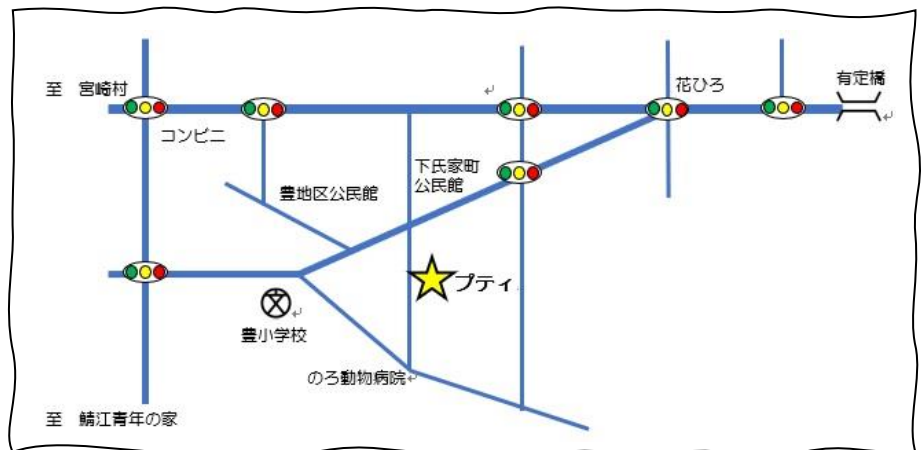 至　宮崎村
花ひろ
有定橋
コンビニ
下氏家町
公民館
豊地区公民館
プティ
文
豊小学校
のろ動物病院
至　鯖江青年の家